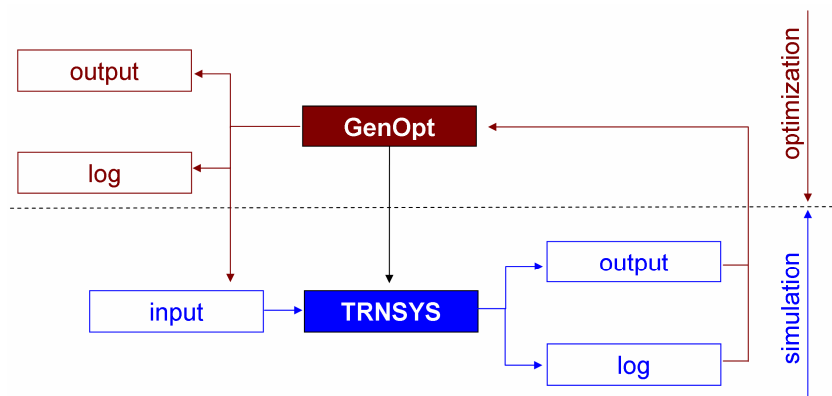 output
GenOpt
log
optimization
output
input
TRNSYS
log
simulation